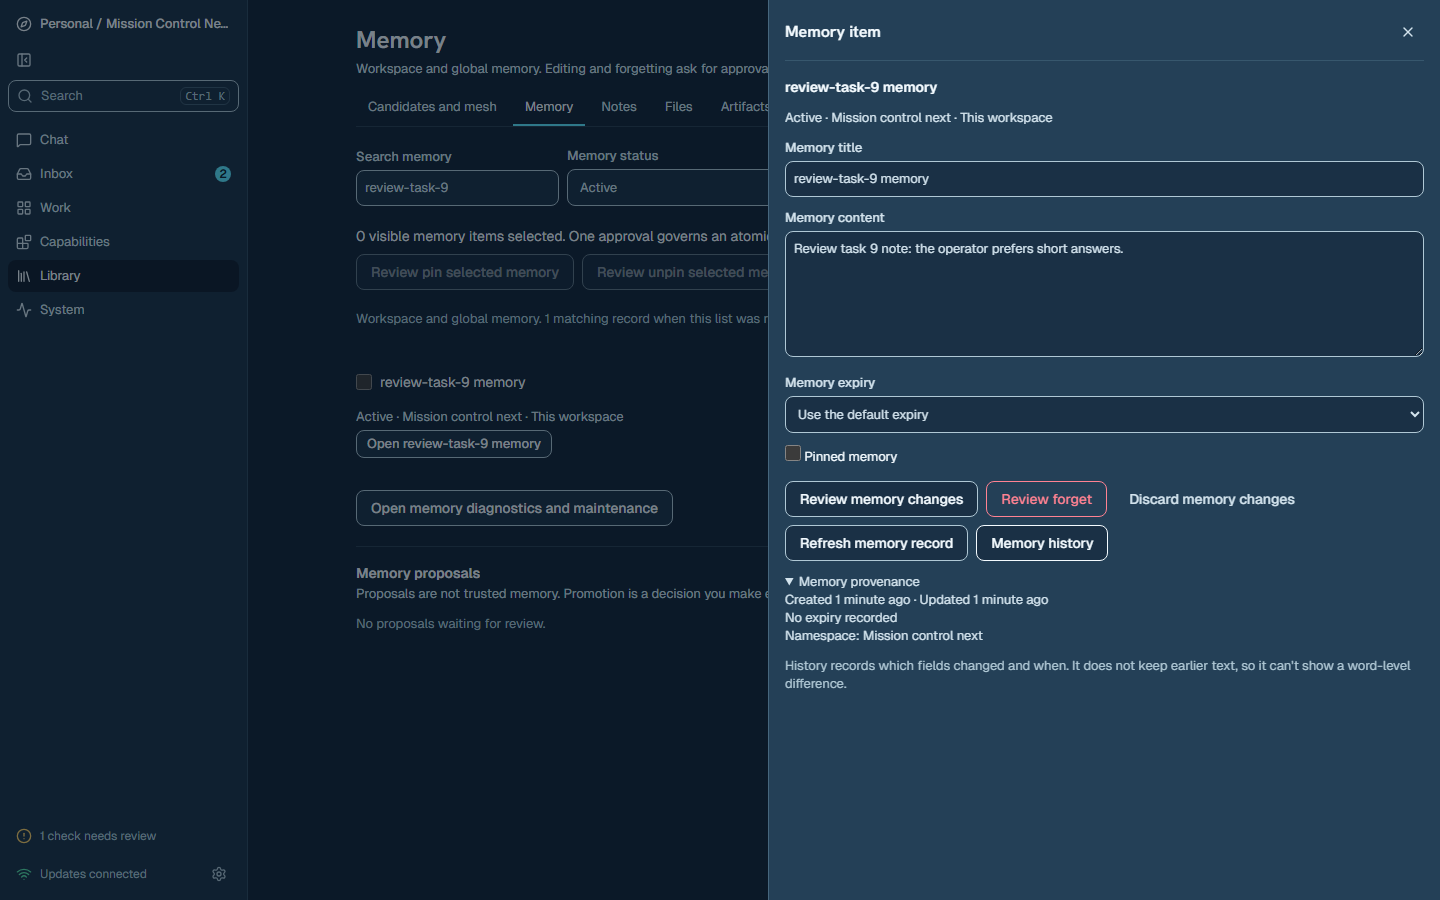 Personal / Mission Control Ne...
Search
Ctrl K
Chat
Inbox
2
Work
Capabilities
Library
System
1 check needs review
Updates connected
Memory
Workspace and global memory. Editing and forgetting ask for approva
Candidates and mesh
Memory
Notes
Files
Artifacts
Search memory
Memory status
review-task-9
Active
0 visible memory items selected. One approval governs an atomi
Review pin selected memory
Review unpin selected me
Workspace and global memory. 1 matching record when this list was r
review-task-9 memory
Active · Mission control next · This workspace
Open review-task-9 memory
Open memory diagnostics and maintenance
Memory proposals
Proposals are not trusted memory. Promotion is a decision you make e
No proposals waiting for review.
Memory item
review-task-9 memory
Active · Mission control next · This workspace
Memory title
review-task-9 memory
Memory content
Review task 9 note: the operator prefers short answers.
Memory expiry
Use the default expiry
Pinned memory
Review memory changes
Review forget
Discard memory changes
Refresh memory record
Memory history
▼ Memory provenance
Created 1 minute ago · Updated 1 minute ago
No expiry recorded
Namespace: Mission control next
History records which fields changed and when. It does not keep earlier text, so it can't show a word-level
difference.